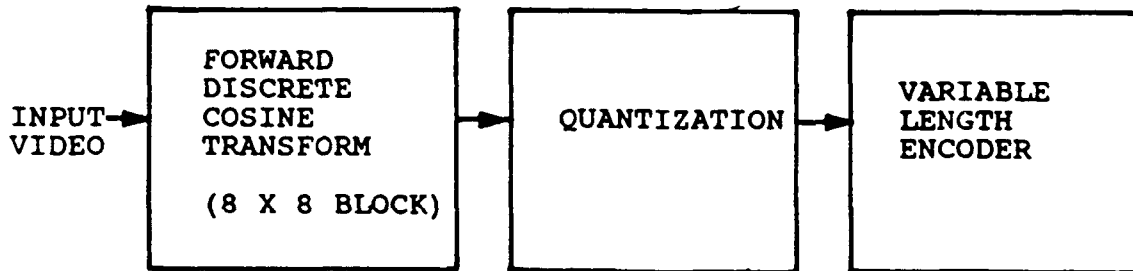 INPUT
VIDEO
FORWARD
DISCRETE
COSINE
TRANSFORM
(8 X 8 BLOCK)
QUANTIZATION
VARIABLE
LENGTH
ENCODER